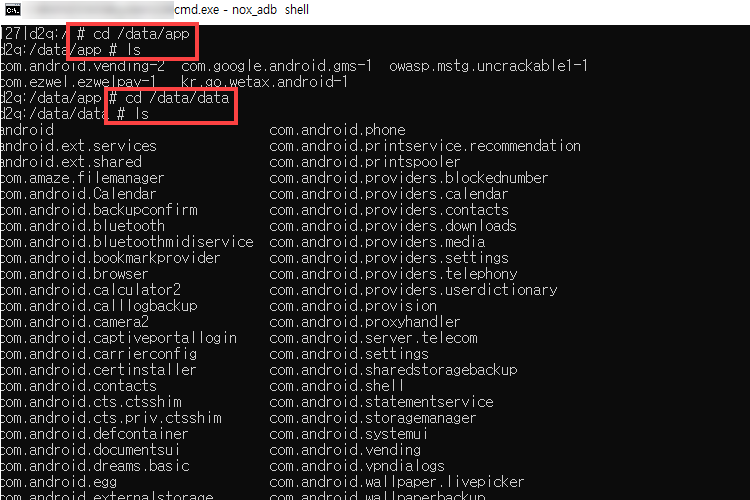 cmd.exe - nox_adb shell
127|d2q:/ # cd /data/app
d2q:/data/app # ls
com.android.vending-2 com.google.android.gms-1 owasp.mstg.uncrackable1-1
com.ezwel.ezwelpay-1 kr.go.wetax.android-1
d2q:/data/app # cd /data/data
d2q:/data/data # ls
android com.android.phone
android.ext.services com.android.printservice.recommendation
android.ext.shared com.android.printspooler
com.amaze.filemanager com.android.providers.blockednumber
com.android.Calendar com.android.providers.calendar
com.android.backupconfirm com.android.providers.contacts
com.android.bluetooth com.android.providers.downloads
com.android.bluetoothmidiservice com.android.providers.media
com.android.bookmarkprovider com.android.providers.settings
com.android.browser com.android.providers.telephony
com.android.calculator2 com.android.providers.userdictionary
com.android.calllogbackup com.android.provision
com.android.camera2 com.android.proxyhandler
com.android.captiveportallogin com.android.server.telecom
com.android.carrierconfig com.android.settings
com.android.certinstaller com.android.sharedstoragebackup
com.android.contacts com.android.shell
com.android.cts.ctsshim com.android.statementservice
com.android.cts.priv.ctsshim com.android.storagemanager
com.android.defcontainer com.android.systemui
com.android.documentsui com.android.vending
com.android.dreams.basic com.android.vpndialogs
com.android.egg com.android.wallpaper.livepicker
com.android.externalstorage com.android.wallpaperbackup